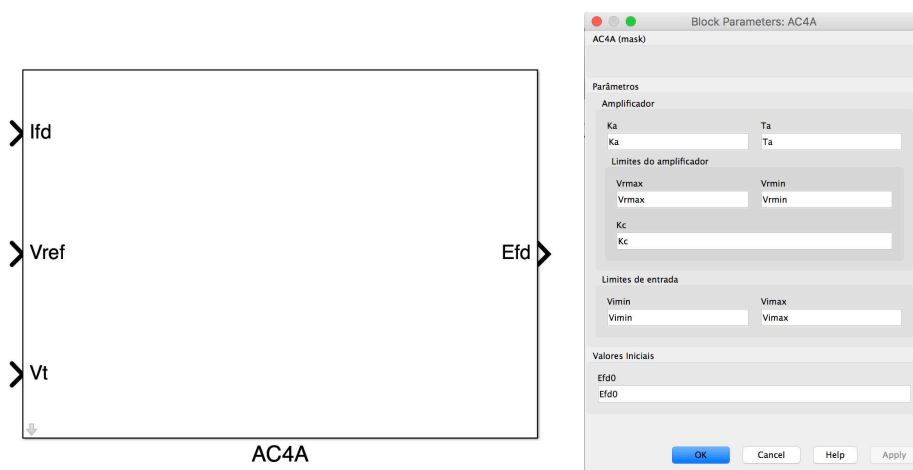 Ifd
Vref
Vt
Efd
AC4A
Block Parameters: AC4A
AC4A (mask)
Parâmetros
Amplificador
Ka Ta
Ka Ta
Limites do amplificador
Vrmax Vrmin
Vrmax Vrmin
Kc
Kc
Limites de entrada
Vimin Vimax
Vimin Vimax
Valores Iniciais
Efd0
Efd0
OK Cancel Help Apply